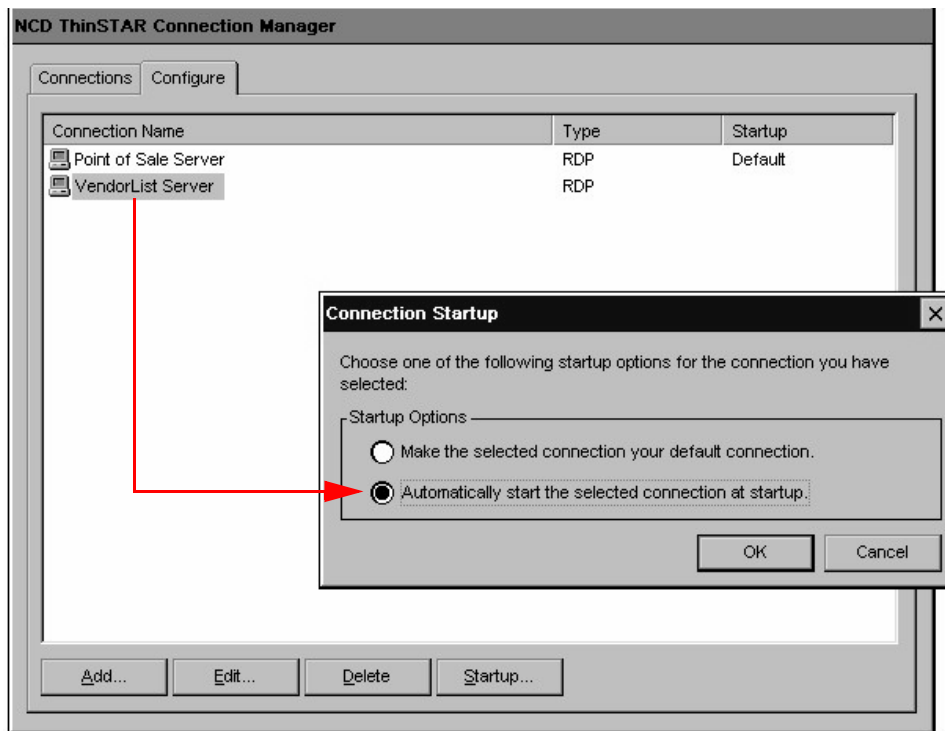 NCD ThinSTAR Connection Manager
Connections Configure
Connection Name Type Startup
Point of Sale Server RDP Default
VendorList Server RDP
Connection Startup
Choose one of the following startup options for the connection you have
selected:
Startup Options
Make the selected connection your default connection.
Automatically start the selected connection at startup.
OK Cancel
Add... Edit... Delete Startup...